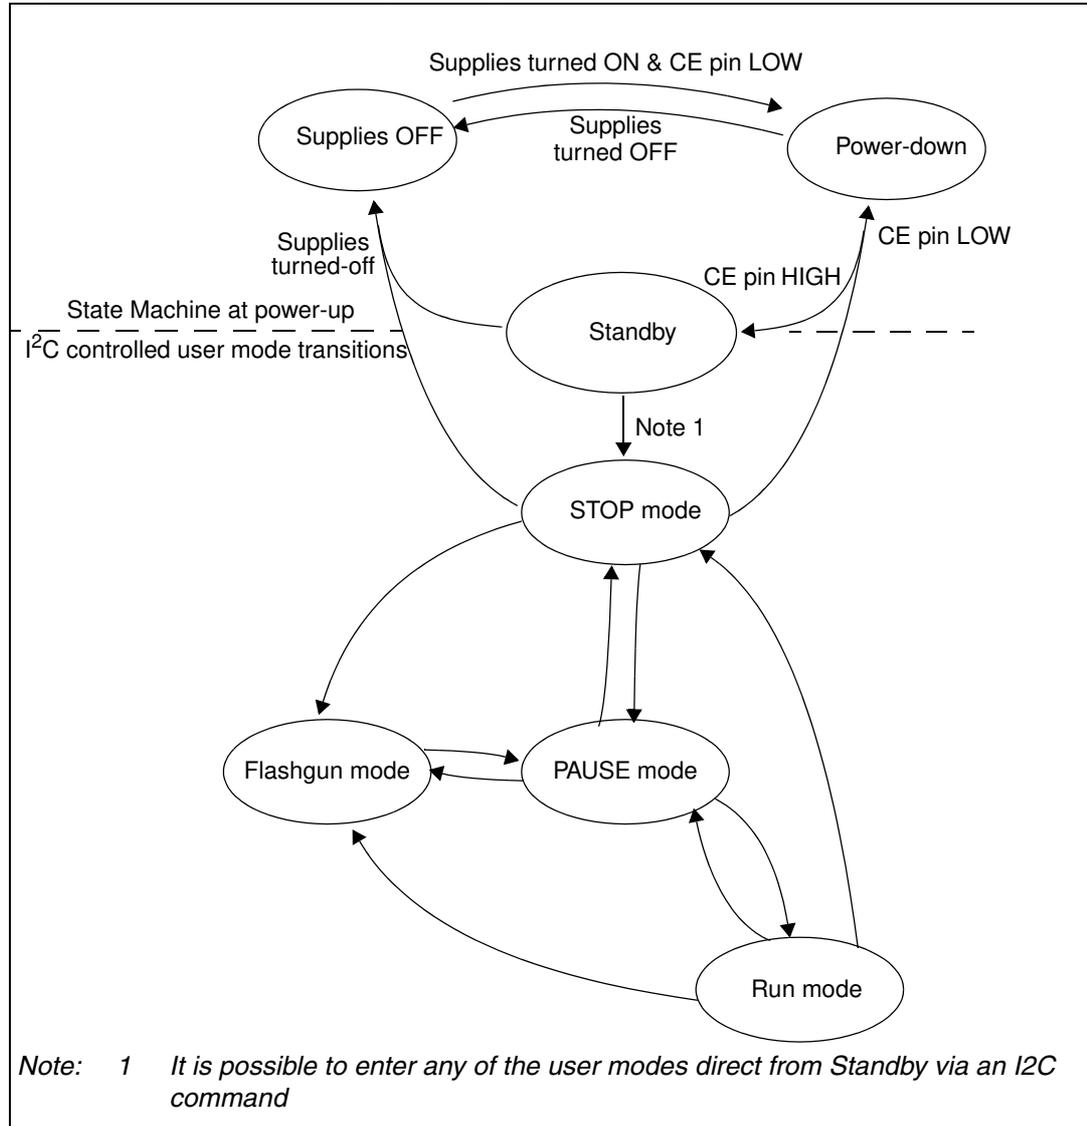 Supplies turned ON & CE pin LOW
Supplies OFF
Supplies
turned OFF
Power-down
Supplies
turned-off
CE pin LOW
CE pin HIGH
State Machine at power-up
Standby
I2C controlled user mode transitions
Note 1
STOP mode
Flashgun mode
PAUSE mode
Run mode
Note: 1 It is possible to enter any of the user modes direct from Standby via an I2C
command